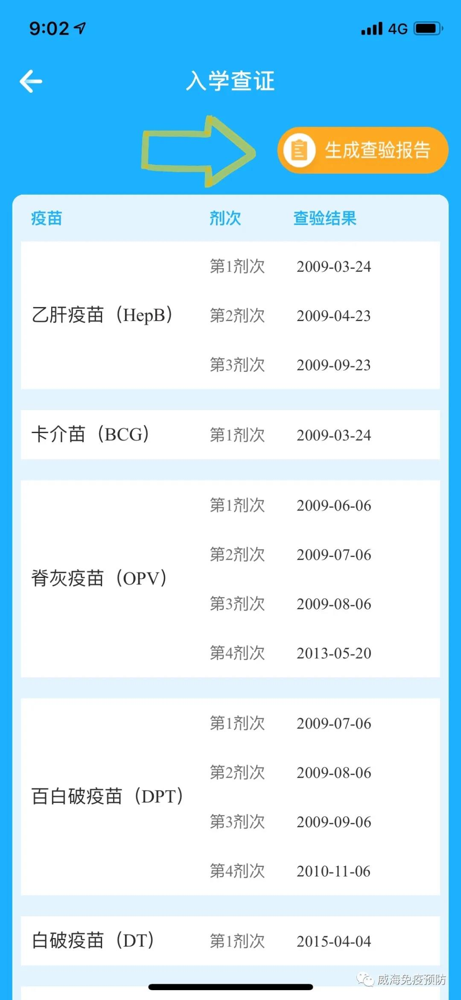 9:02 4G
入学查证
生成查验报告
疫苗 剂次 查验结果
第1剂次 2009-03-24
乙肝疫苗（HepB） 第2剂次 2009-04-23
第3剂次 2009-09-23
卡介苗（BCG） 第1剂次 2009-03-24
第1剂次 2009-06-06
第2剂次 2009-07-06
脊灰疫苗（OPV）
第3剂次 2009-08-06
第4剂次 2013-05-20
第1剂次 2009-07-06
第2剂次 2009-08-06
百白破疫苗（DPT）
第3剂次 2009-09-06
第4剂次 2010-11-06
白破疫苗（DT） 第1剂次 2015-04-04
威海免疫预防